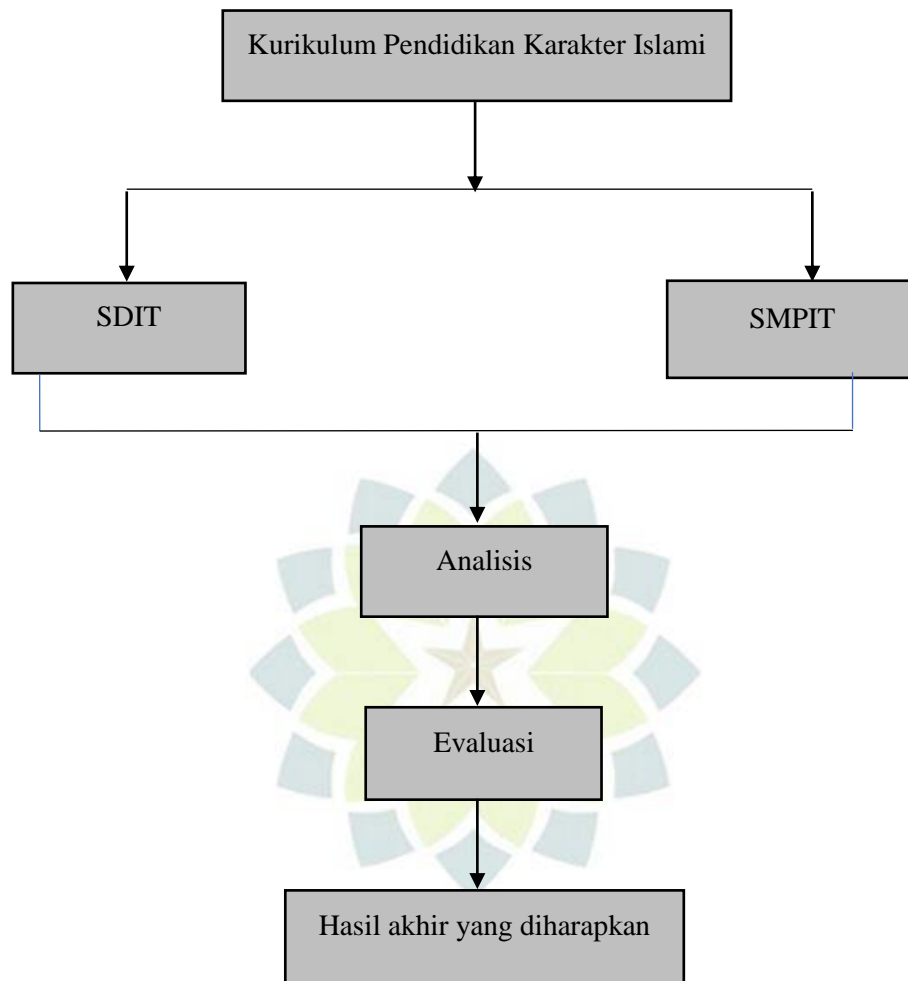 Kurikulum Pendidikan Karakter Islami
SDIT
SMPIT
Analisis
Evaluasi
Hasil akhir yang diharapkan